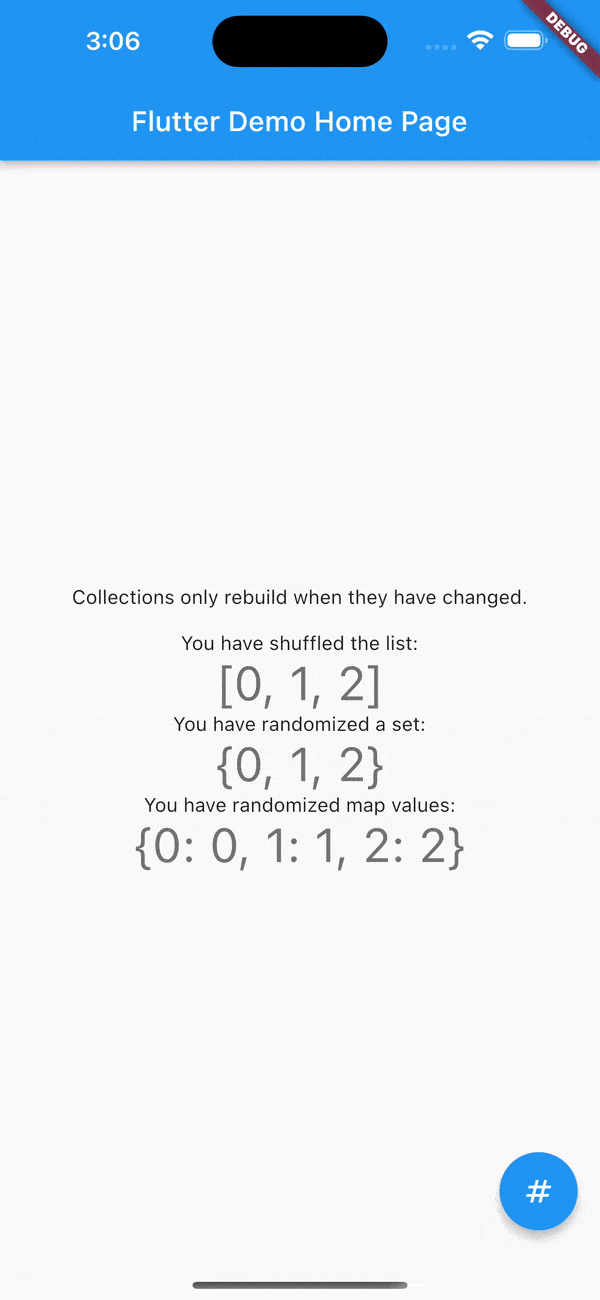 3:06
DEBUG
Flutter Demo Home Page
Collections only rebuild when they have changed.
You have shuffled the list:
[0, 1, 2]
You have randomized a set:
{0, 1, 2}
You have randomized map values:
{0: 0, 1: 1, 2: 2}
#